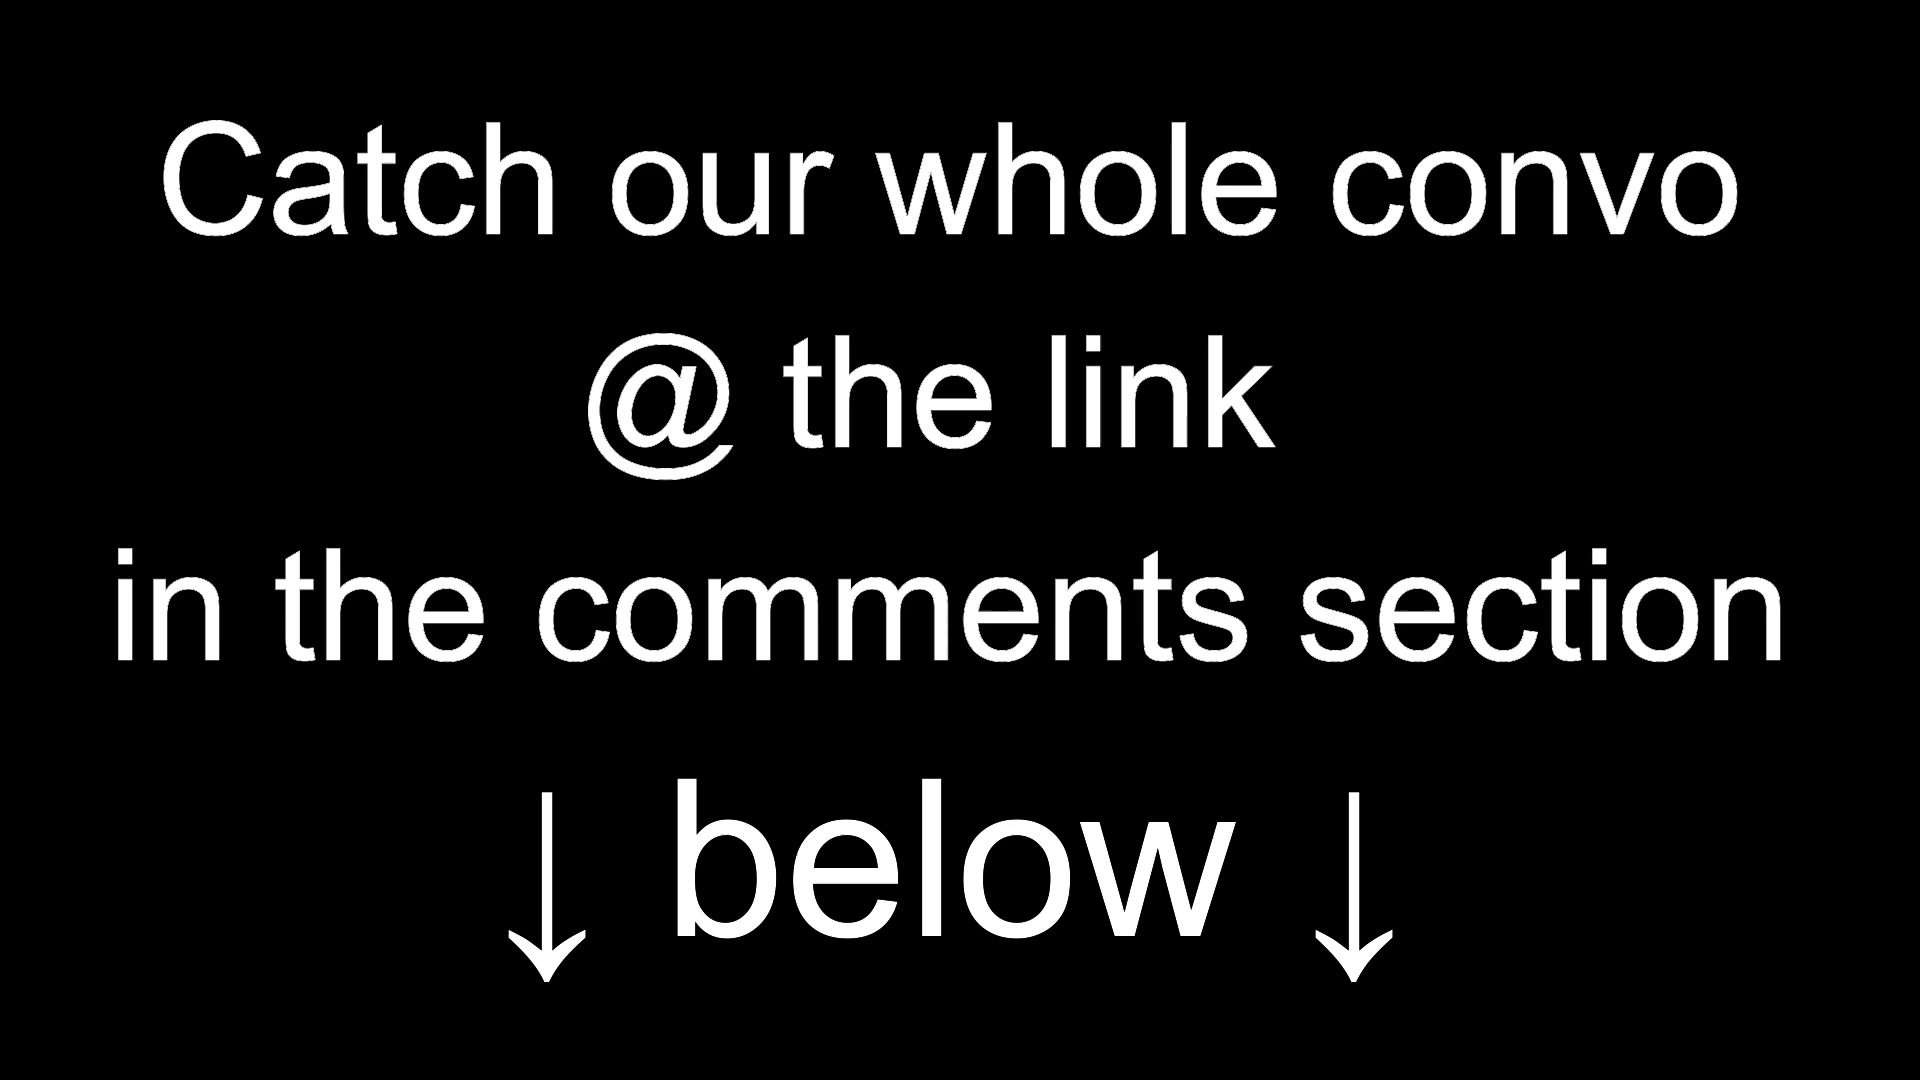 Catch our whole convo
@ the link
in the comments section
↓ below ↓